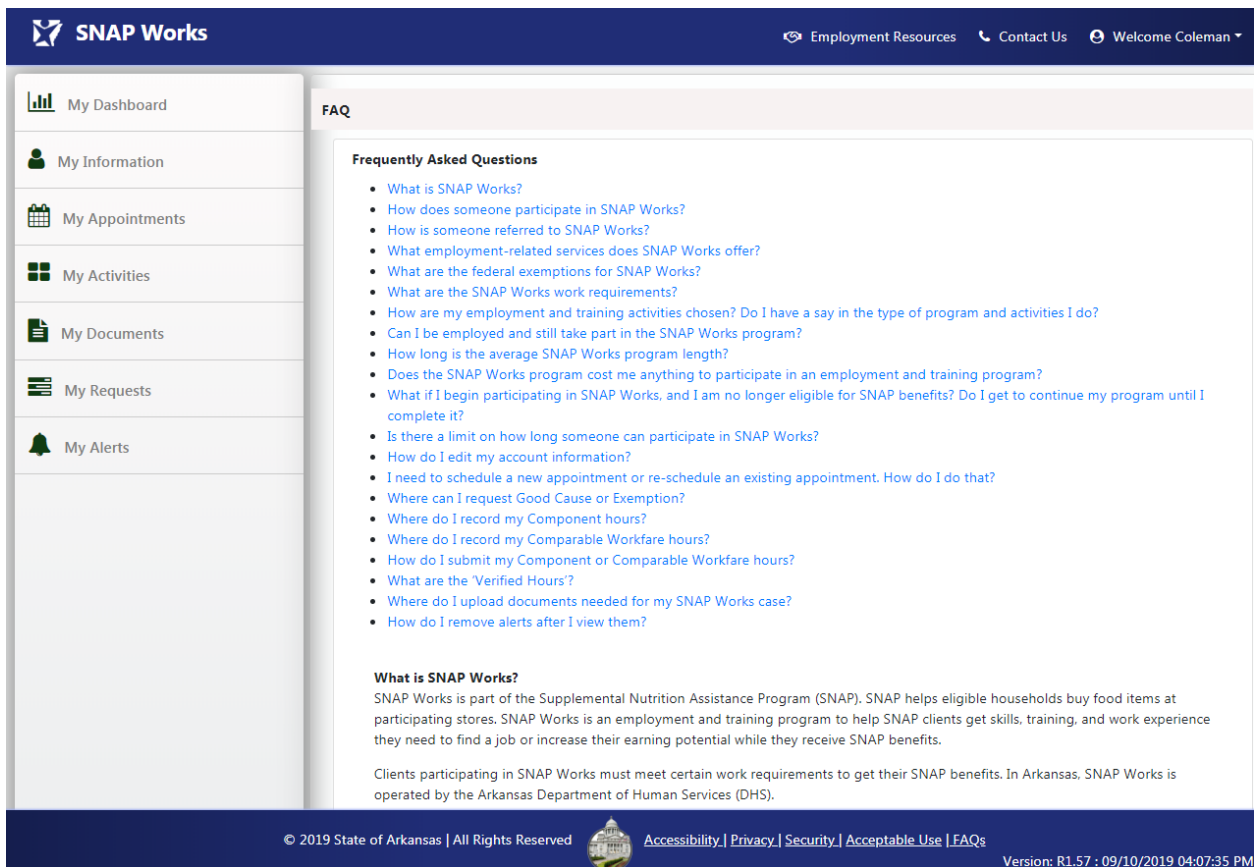 SNAP Works
Employment Resources Contact Us Welcome Coleman
My Dashboard
My Information
My Appointments
My Activities
My Documents
My Requests
My Alerts
FAQ
Frequently Asked Questions
• What is SNAP Works?
• How does someone participate in SNAP Works?
• How is someone referred to SNAP Works?
• What employment-related services does SNAP Works offer?
• What are the federal exemptions for SNAP Works?
• What are the SNAP Works work requirements?
• How are my employment and training activities chosen? Do I have a say in the type of program and activities I do?
• Can I be employed and still take part in the SNAP Works program?
• How long is the average SNAP Works program length?
• Does the SNAP Works program cost me anything to participate in an employment and training program?
• What if I begin participating in SNAP Works, and I am no longer eligible for SNAP benefits? Do I get to continue my program until I
complete it?
• Is there a limit on how long someone can participate in SNAP Works?
• How do I edit my account information?
• I need to schedule a new appointment or re-schedule an existing appointment. How do I do that?
• Where can I request Good Cause or Exemption?
• Where do I record my Component hours?
• Where do I record my Comparable Workfare hours?
• How do I submit my Component or Comparable Workfare hours?
• What are the ‘Verified Hours’?
• Where do I upload documents needed for my SNAP Works case?
• How do I remove alerts after I view them?
What is SNAP Works?
SNAP Works is part of the Supplemental Nutrition Assistance Program (SNAP). SNAP helps eligible households buy food items at
participating stores. SNAP Works is an employment and training program to help SNAP clients get skills, training, and work experience
they need to find a job or increase their earning potential while they receive SNAP benefits.
Clients participating in SNAP Works must meet certain work requirements to get their SNAP benefits. In Arkansas, SNAP Works is
operated by the Arkansas Department of Human Services (DHS).
© 2019 State of Arkansas | All Rights Reserved Accessibility | Privacy | Security | Acceptable Use | FAQs
Version: R1.57 : 09/10/2019 04:07:35 PM